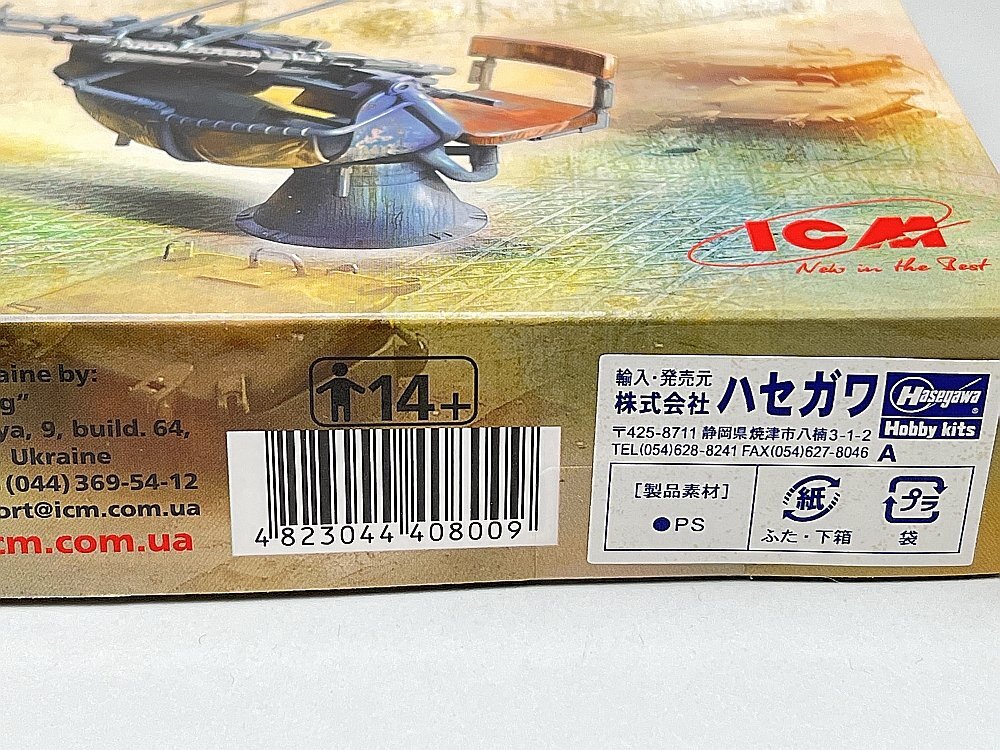 ICM
New in the Best
aine by:
g"
ya, 9, build. 64,
Ukraine
(044) 369-54-12
ort@icm.com.ua
cm.com.ua
14+
4 823044 408009
輸入・発売元
株式会社 ハセガワ
Hasegawa
Hobby kits
〒425-8711 静岡県焼津市八楠3-1-2
TEL(054)628-8241 FAX(054)627-8046 A
[製品素材]
●PS
紙
ふた・下箱
プラ
袋